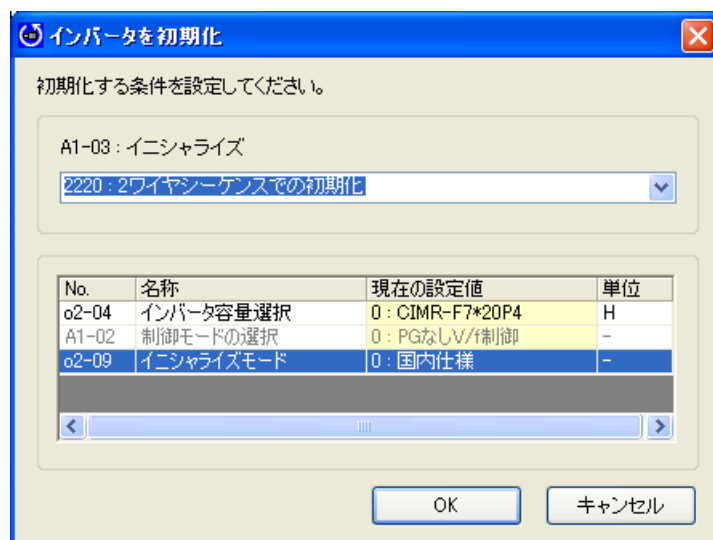 インバータを初期化
初期化する条件を設定してください。
A1-03：イニシャライズ
2220：2ワイヤシーケンスでの初期化
No. 名称 現在の設定値 単位
o2-04 インバータ容量選択 0：CIMR-F7*20P4 H
A1-02 制御モードの選択 0：PGなしV/f制御 -
o2-09 イニシャライズモード 0：国内仕様 -
OK キャンセル